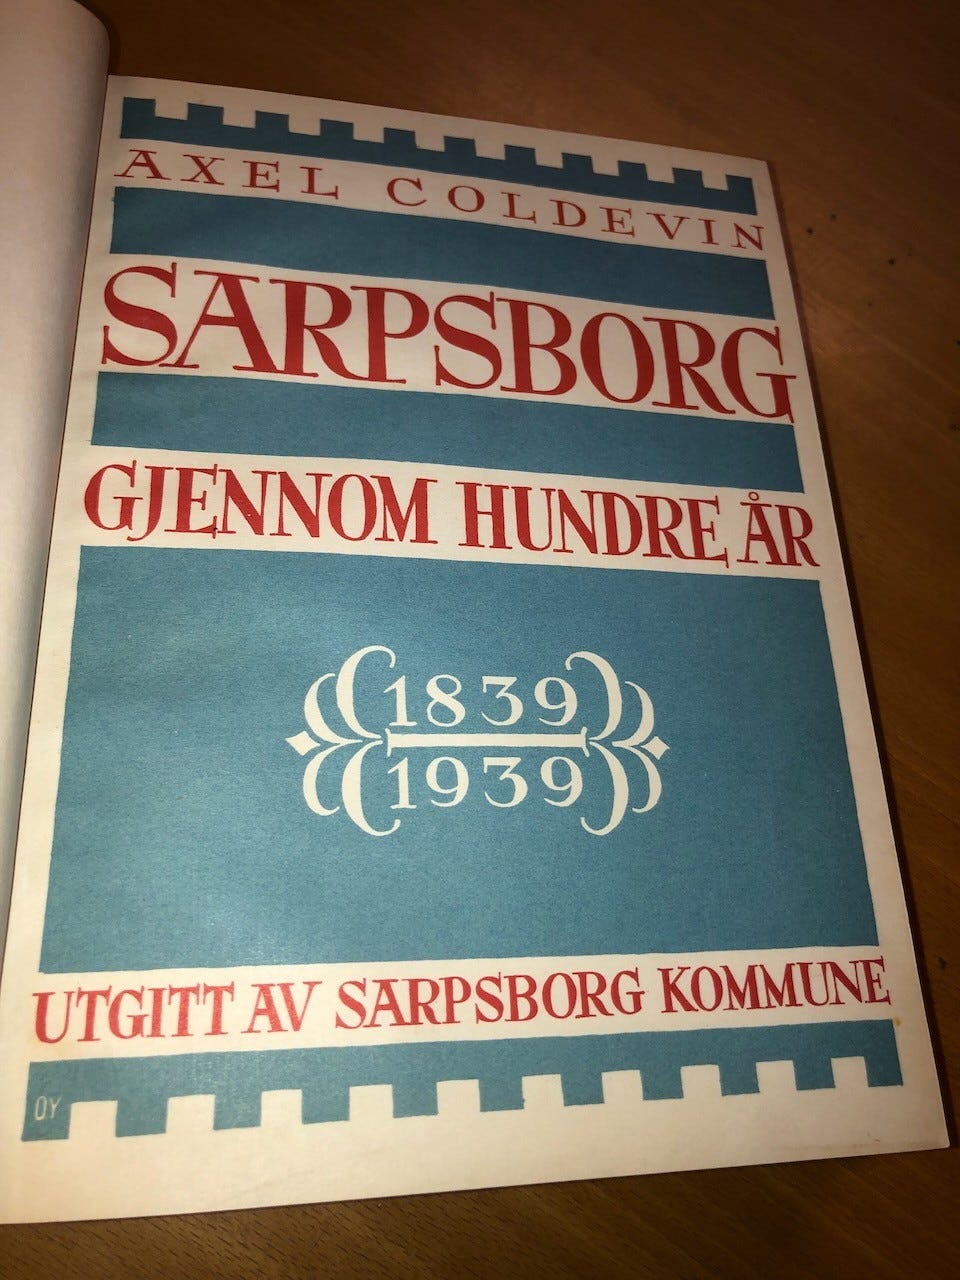 AXEL COLDEVIN
SARPSBORG
GJENNOM HUNDRE ÅR
1839
1939
UTGITT AV SARPSBORG KOMMUNE
OY